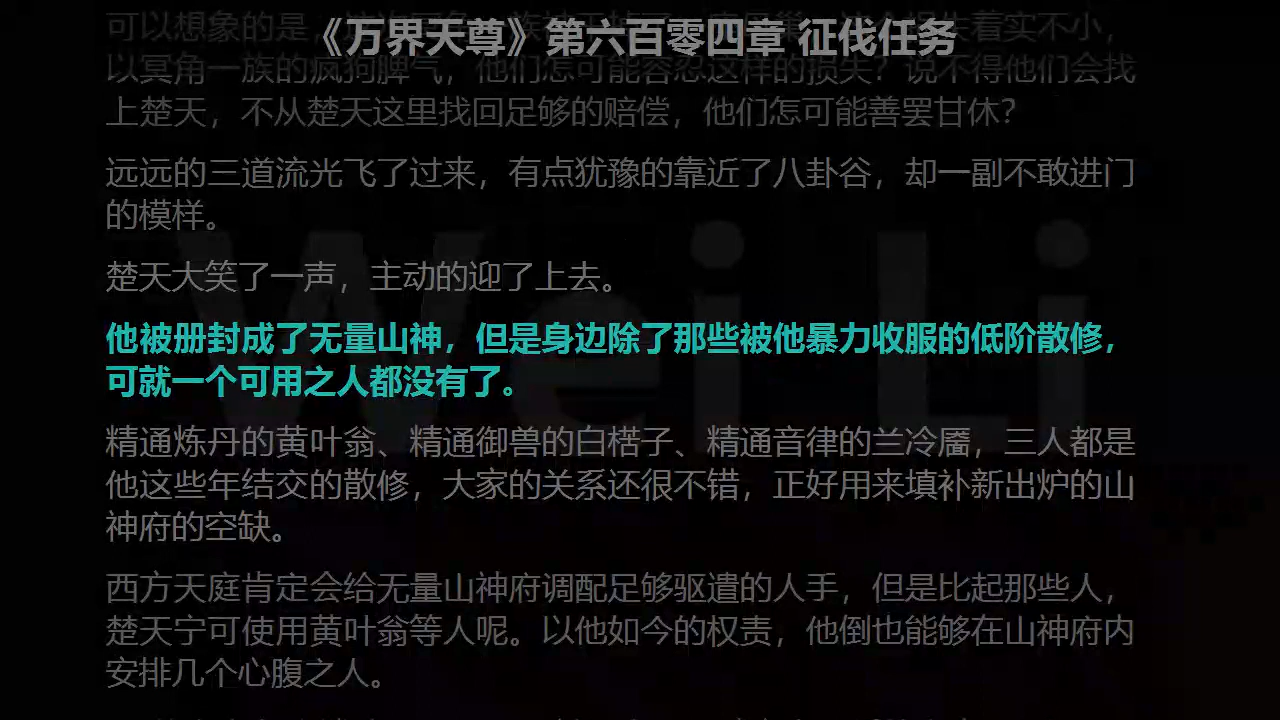 《万界天尊》第六百零四章 征伐任务
可以想象的是，
以冥角一族的疯狗脾气，他们怎可能容忍这样的损失？说不得他们会找
上楚天，不从楚天这里找回足够的赔偿，他们怎可能善罢甘休？
远远的三道流光飞了过来，有点犹豫的靠近了八卦谷，却一副不敢进门
的模样。
楚天大笑了一声，主动的迎了上去。
他被册封成了无量山神，但是身边除了那些被他暴力收服的低阶散修，
可就一个可用之人都没有了。
精通炼丹的黄叶翁、精通御兽的白楛子、精通音律的兰冷靥，三人都是
他这些年结交的散修，大家的关系还很不错，正好用来填补新出炉的山
神府的空缺。
西方天庭肯定会给无量山神府调配足够驱遣的人手，但是比起那些人，
楚天宁可使用黄叶翁等人呢。以他如今的权责，他倒也能够在山神府内
安排几个心腹之人。
Wei Li